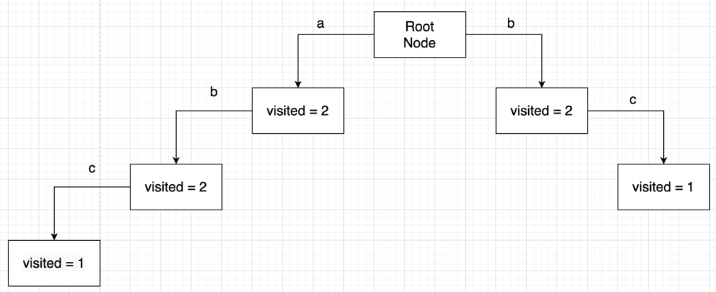 a
Root
Node
b
b
visited = 2
visited = 2
c
c
visited = 2
visited = 1
visited = 1